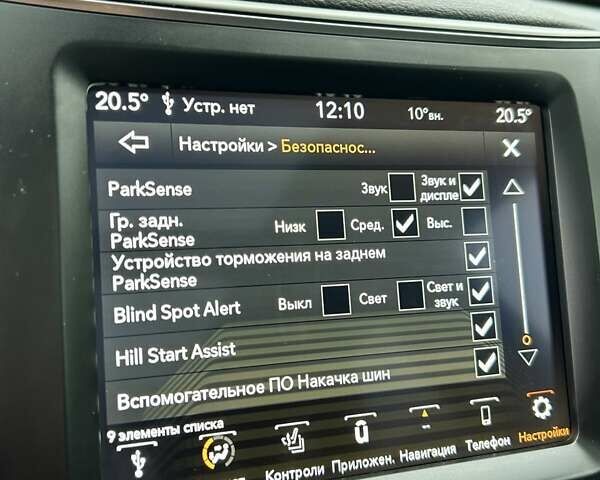 20.5° Устр. нет 12:10 10°вн. 20.5°
Настройки > Безопаснос...
ParkSense Звук Звук и диспле
Гр. задн. ParkSense Низк Сред. Выс.
Устройство торможения на заднем
ParkSense
Blind Spot Alert Выкл Свет Свет и звук
Hill Start Assist
Вспомогательное ПО Накачка шин
9 элементы списка
Контроли Приложен. Навигация Телефон Настройки